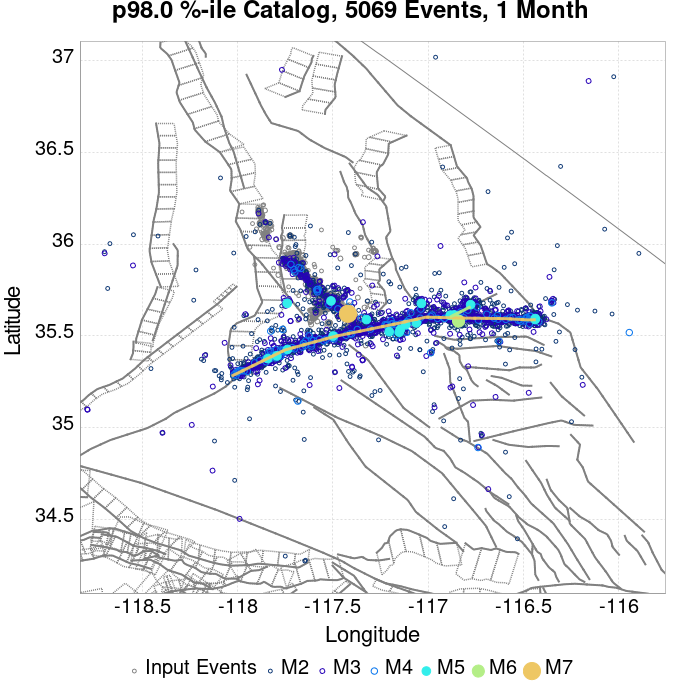 p98.0 %-ile Catalog, 5069 Events, 1 Month
37
36.5
36
35.5
35
34.5
Latitude
-118.5 -118 -117.5 -117 -116.5 -116
Longitude
Input Events M2 M3 M4 M5 M6 M7